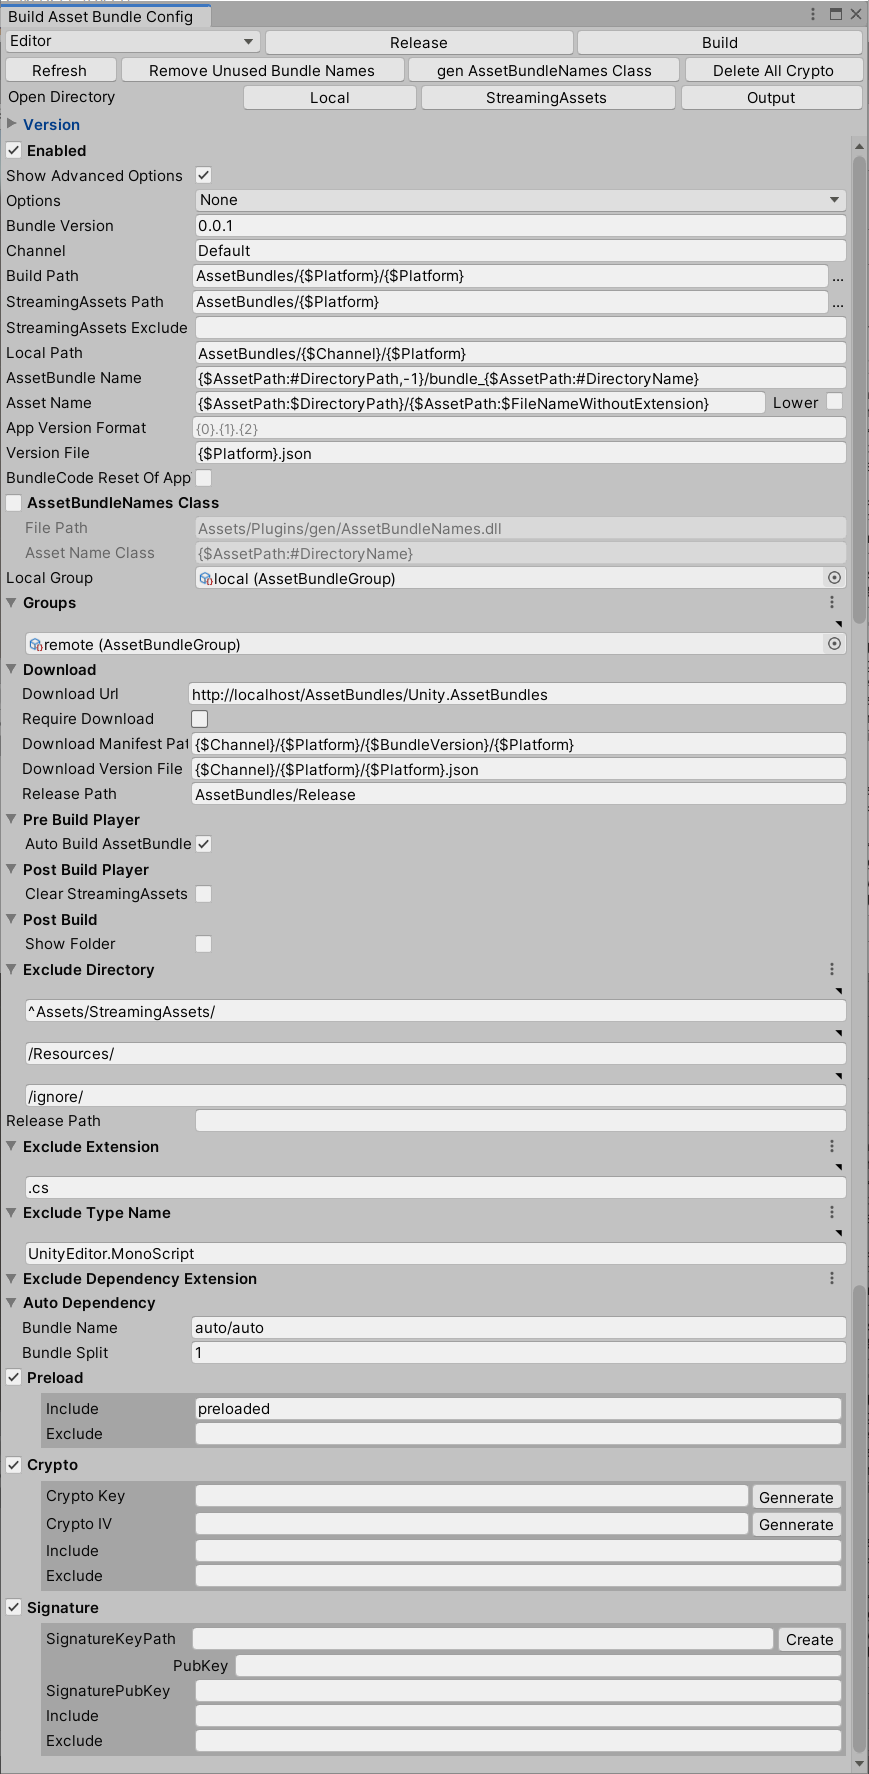 Build Asset Bundle Config
Editor Release Build
Refresh Remove Unused Bundle Names gen AssetBundleNames Class Delete All Crypto
Open Directory Local StreamingAssets Output
Version
Enabled
Show Advanced Options
Options None
Bundle Version 0.0.1
Channel Default
Build Path AssetBundles/{$Platform}/{$Platform} ...
StreamingAssets Path AssetBundles/{$Platform} ...
StreamingAssets Exclude
Local Path AssetBundles/{$Channel}/{$Platform}
AssetBundle Name {$AssetPath:#DirectoryPath,-1}/bundle_{$AssetPath:#DirectoryName}
Asset Name {$AssetPath:$DirectoryPath}/{$AssetPath:$FileNameWithoutExtension} Lower
App Version Format {0}.{1}.{2}
Version File {$Platform}.json
BundleCode Reset Of App
AssetBundleNames Class
File Path Assets/Plugins/gen/AssetBundleNames.dll
Asset Name Class {$AssetPath:#DirectoryName}
Local Group local (AssetBundleGroup)
Groups
remote (AssetBundleGroup)
Download
Download Url http://localhost/AssetBundles/Unity.AssetBundles
Require Download
Download Manifest Pat {$Channel}/{$Platform}/{$BundleVersion}/{$Platform}
Download Version File {$Channel}/{$Platform}/{$Platform}.json
Release Path AssetBundles/Release
Pre Build Player
Auto Build AssetBundle
Post Build Player
Clear StreamingAssets
Post Build
Show Folder
Exclude Directory
^Assets/StreamingAssets/
/Resources/
/ignore/
Release Path
Exclude Extension
.cs
Exclude Type Name
UnityEditor.MonoScript
Exclude Dependency Extension
Auto Dependency
Bundle Name auto/auto
Bundle Split 1
Preload
Include preloaded
Exclude
Crypto
Crypto Key Gennerate
Crypto IV Gennerate
Include
Exclude
Signature
SignatureKeyPath Create
PubKey
SignaturePubKey
Include
Exclude